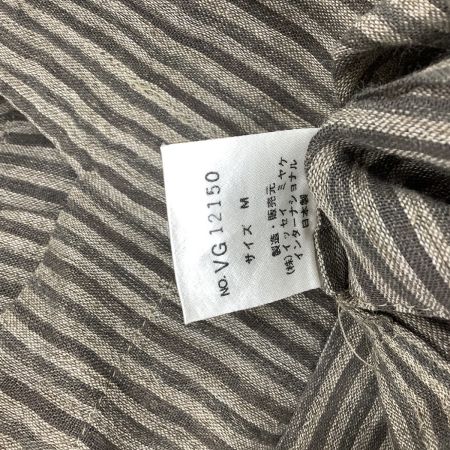 NO. VG12150
サイズ M
製造・販売元
(株)イッセイ ミヤケ
インターナショナル
日本製